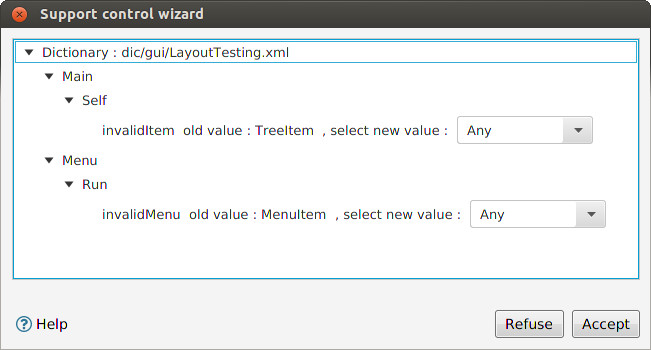 Support control wizard
Dictionary : dic/gui/LayoutTesting.xml
Main
Self
invalidItem old value : TreeItem , select new value : Any
Menu
Run
invalidMenu old value : MenuItem , select new value : Any
Help Refuse Accept